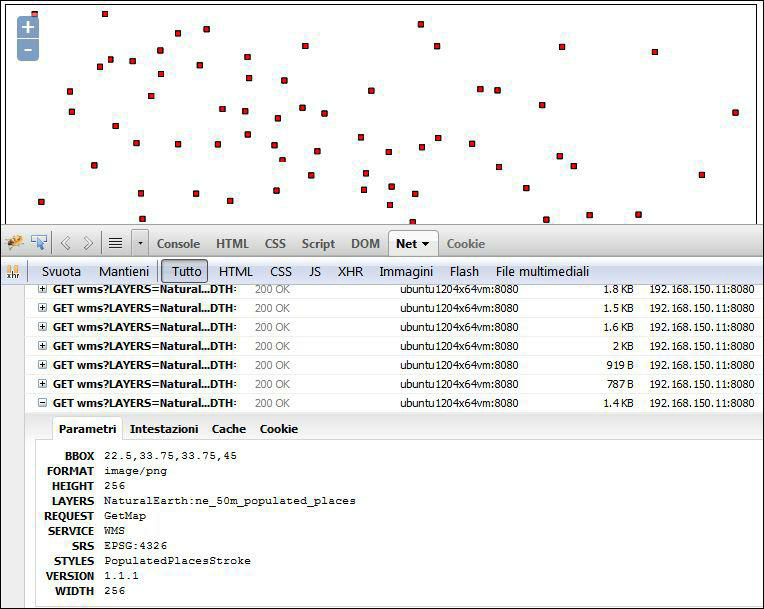 +
-
Console HTML CSS Script DOM Net Cookie
xhr Svuota Mantieni Tutto HTML CSS JS XHR Immagini Flash File multimediali
GET wms?LAYERS=Natural...DTH: 200 OK ubuntu1204x64vm:8080 1.8 KB 192.168.150.11:8080
GET wms?LAYERS=Natural...DTH: 200 OK ubuntu1204x64vm:8080 1.5 KB 192.168.150.11:8080
GET wms?LAYERS=Natural...DTH: 200 OK ubuntu1204x64vm:8080 1.6 KB 192.168.150.11:8080
GET wms?LAYERS=Natural...DTH: 200 OK ubuntu1204x64vm:8080 2 KB 192.168.150.11:8080
GET wms?LAYERS=Natural...DTH: 200 OK ubuntu1204x64vm:8080 919 B 192.168.150.11:8080
GET wms?LAYERS=Natural...DTH: 200 OK ubuntu1204x64vm:8080 787 B 192.168.150.11:8080
GET wms?LAYERS=Natural...DTH: 200 OK ubuntu1204x64vm:8080 1.4 KB 192.168.150.11:8080
Parametri Intestazioni Cache Cookie
BBOX 22.5,33.75,33.75,45
FORMAT image/png
HEIGHT 256
LAYERS NaturalEarth:ne_50m_populated_places
REQUEST GetMap
SERVICE WMS
SRS EPSG:4326
STYLES PopulatedPlacesStroke
VERSION 1.1.1
WIDTH 256